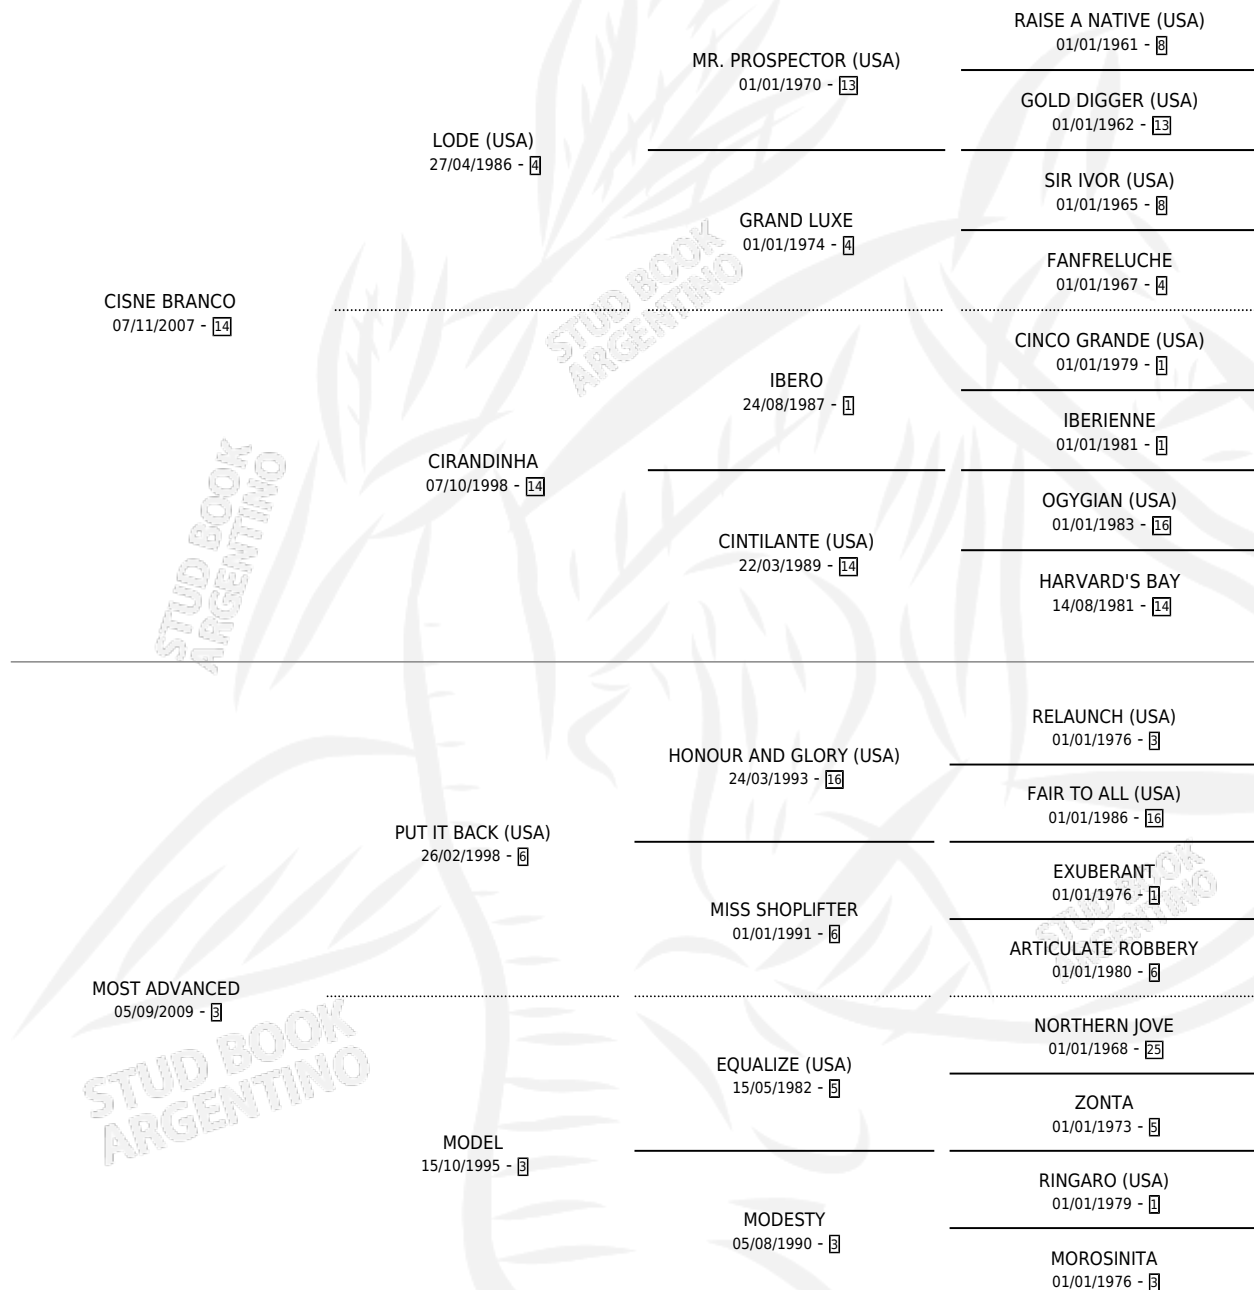 RAISE A NATIVE (USA)
01/01/1961 - 8
MR. PROSPECTOR (USA)
01/01/1970 - 13
GOLD DIGGER (USA)
01/01/1962 - 13
LODE (USA)
27/04/1986 - 4
SIR IVOR (USA)
01/01/1965 - 8
GRAND LUXE
01/01/1974 - 4
FANFRELUCHE
01/01/1967 - 4
CISNE BRANCO
07/11/2007 - 14
CINCO GRANDE (USA)
01/01/1979 - 1
IBERO
24/08/1987 - 1
IBERIENNE
01/01/1981 - 1
CIRANDINHA
07/10/1998 - 14
OGYGIAN (USA)
01/01/1983 - 16
CINTILANTE (USA)
22/03/1989 - 14
HARVARD'S BAY
14/08/1981 - 14
RELAUNCH (USA)
01/01/1976 - 3
HONOUR AND GLORY (USA)
24/03/1993 - 16
FAIR TO ALL (USA)
01/01/1986 - 16
PUT IT BACK (USA)
26/02/1998 - 6
EXUBERANT
01/01/1976 - 1
MISS SHOPLIFTER
01/01/1991 - 6
ARTICULATE ROBBERY
01/01/1980 - 6
MOST ADVANCED
05/09/2009 - 3
NORTHERN JOVE
01/01/1968 - 25
EQUALIZE (USA)
15/05/1982 - 5
ZONTA
01/01/1973 - 5
MODEL
15/10/1995 - 3
RINGARO (USA)
01/01/1979 - 1
MODESTY
05/08/1990 - 3
MOROSINITA
01/01/1976 - 3
STUD BOOK
ARGENTINO
STUD BOOK
ARGENTINO
STUD BOOK
ARGENTINO
STUD BOOK
ARGENTINO